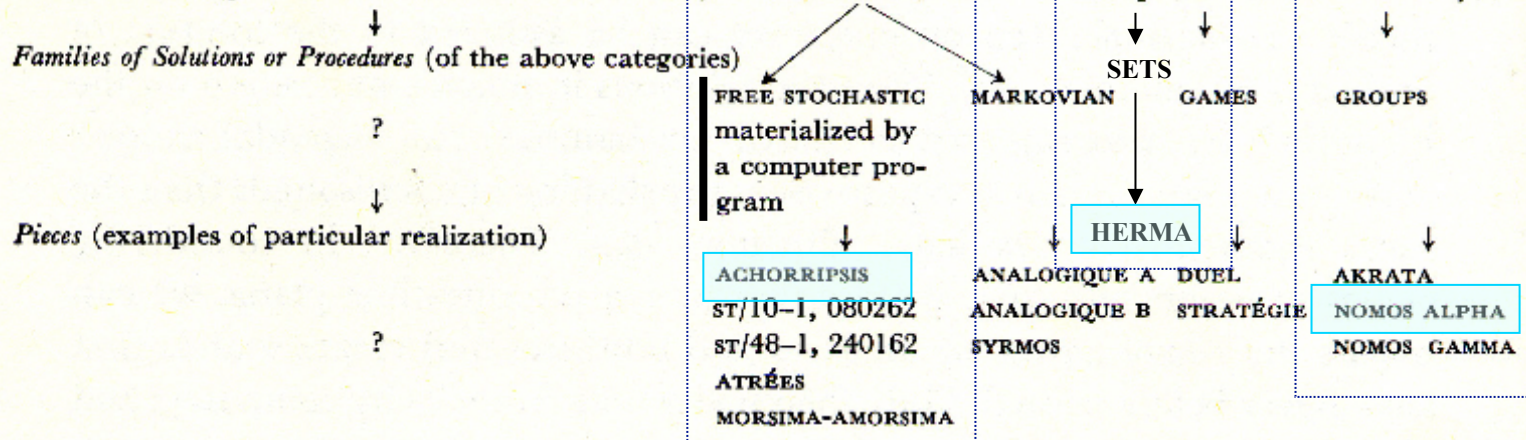 Families of Solutions or Procedures (of the above categories)
SETS
FREE STOCHASTIC MARKOVIAN GAMES GROUPS
?
materialized by
a computer pro-
gram
Pieces (examples of particular realization)
HERMA
ACHORRIPSIS ANALOGIQUE A DUEL AKRATA
ST/10–1, 080262 ANALOGIQUE B STRATÉGIE NOMOS ALPHA
?
ST/48–1, 240162 SYRMOS NOMOS GAMMA
ATRÉES
MORSIMA-AMORSIMA